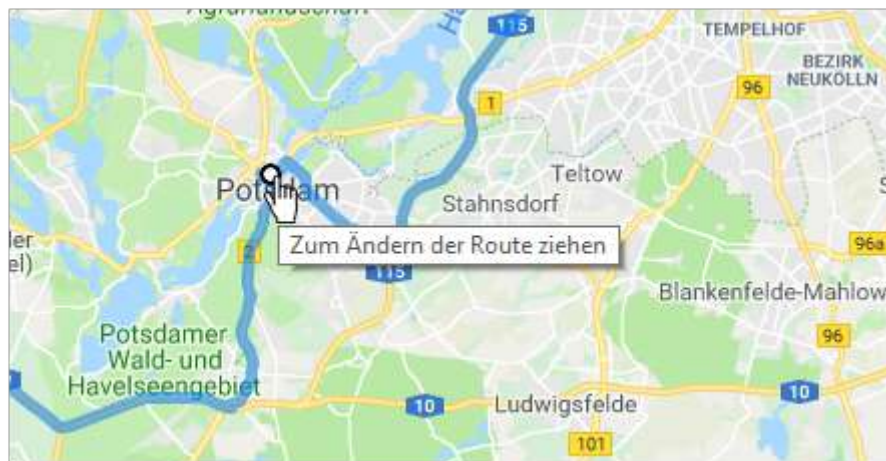 Agrarlandschaft
115
TEMPELHOF
BEZIRK
NEUKÖLLN
96
1
Potsdam
Teltow
Stahnsdorf
Zum Ändern der Route ziehen
2
96a
115
Blankenfelde-Mahlow
Potsdamer
Wald- und
Havelseengebiet
96
10
Ludwigsfelde
10
101